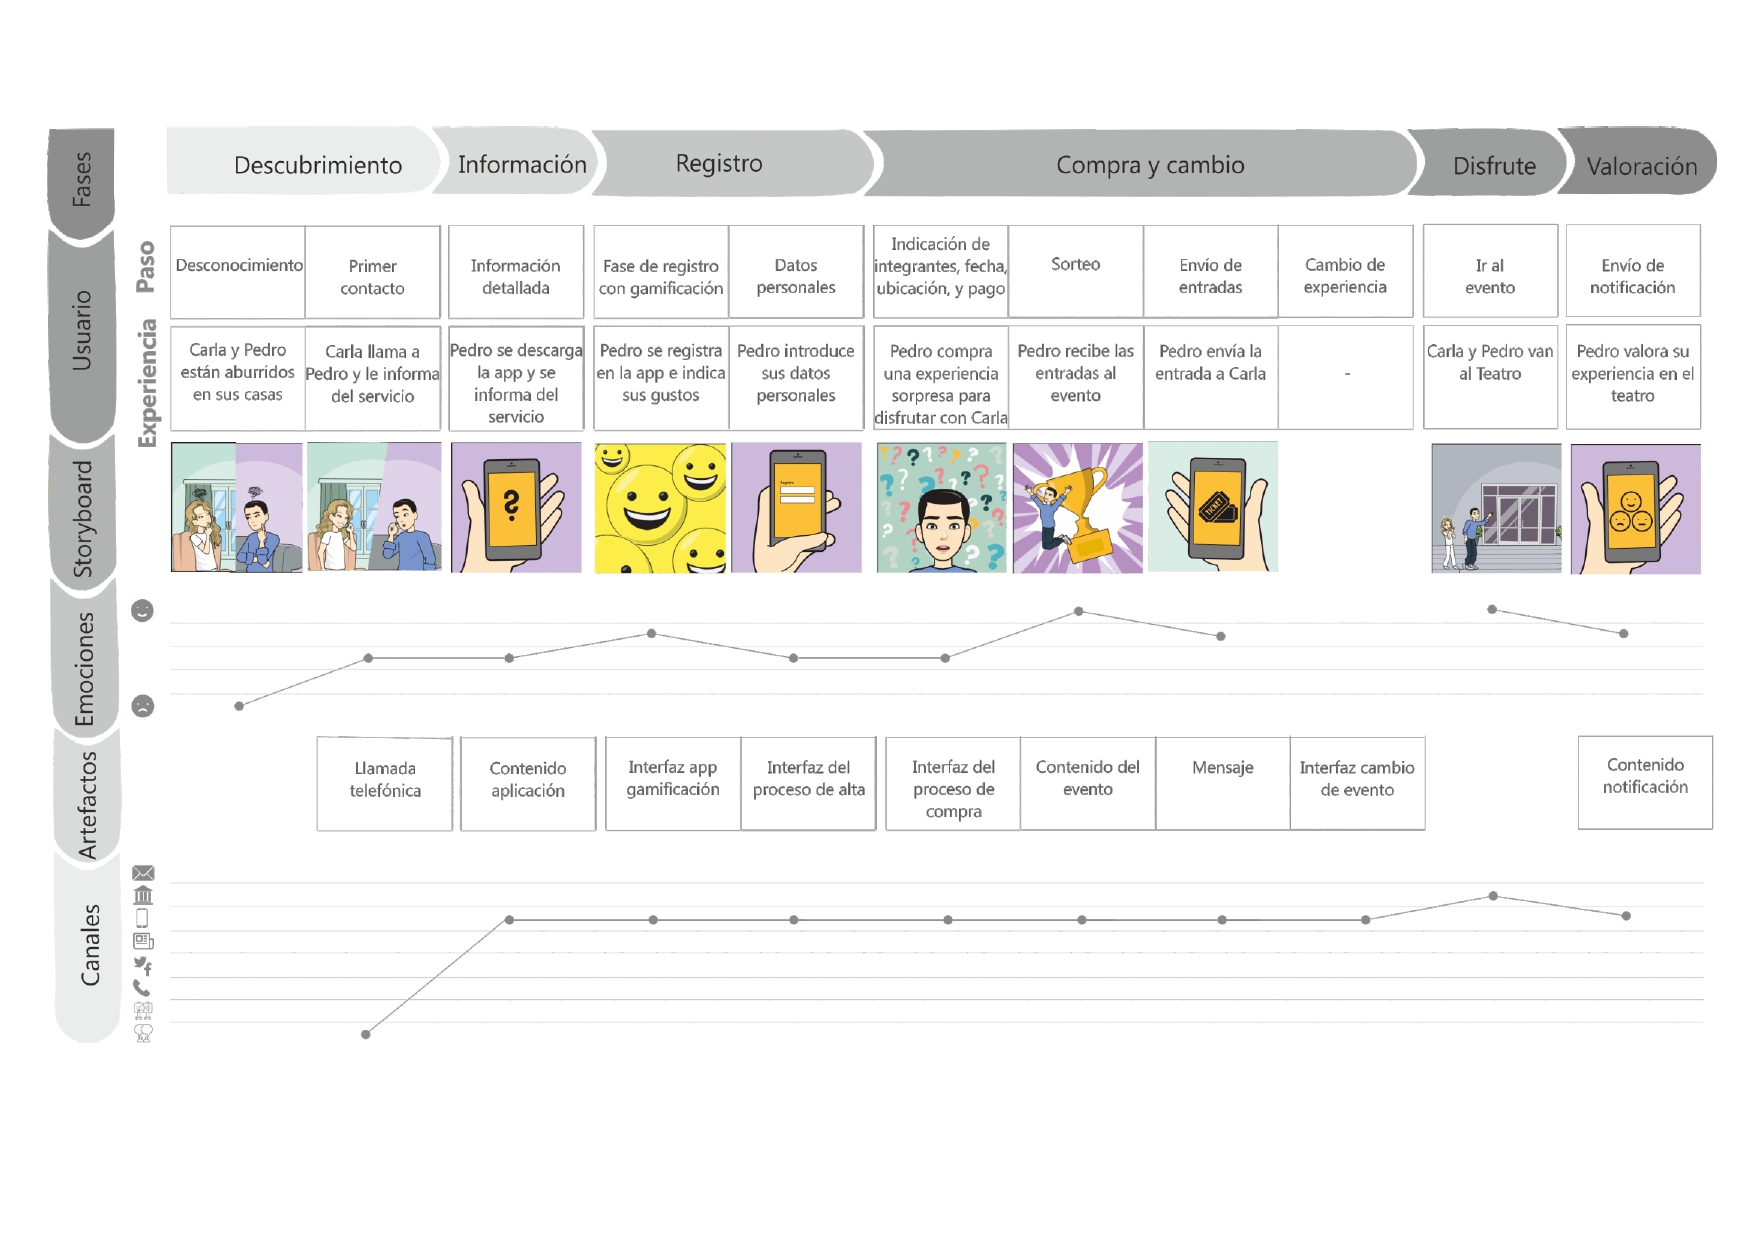 Fases
Descubrimiento
Información
Registro
Compra y cambio
Disfrute
Valoración
Usuario
Paso
Desconocimiento
Primer
contacto
Información
detallada
Fase de registro
con gamificación
Datos
personales
Indicación de
integrantes, fecha,
ubicación, y pago
Sorteo
Envío de
entradas
Cambio de
experiencia
Ir al
evento
Envío de
notificación
Experiencia
Carla y Pedro
están aburridos
en sus casas
Carla llama a
Pedro y le informa
del servicio
Pedro se descarga
la app y se
informa del
servicio
Pedro se registra
en la app e indica
sus gustos
Pedro introduce
sus datos
personales
Pedro compra
una experiencia
sorpresa para
disfrutar con Carla
Pedro recibe las
entradas al
evento
Pedro envía la
entrada a Carla
-
Carla y Pedro van
al Teatro
Pedro valora su
experiencia en el
teatro
Storyboard
?
Registro
TICKET
Emociones
Artefactos
Llamada
telefónica
Contenido
aplicación
Interfaz app
gamificación
Interfaz del
proceso de alta
Interfaz del
proceso de
compra
Contenido del
evento
Mensaje
Interfaz cambio
de evento
Contenido
notificación
Canales